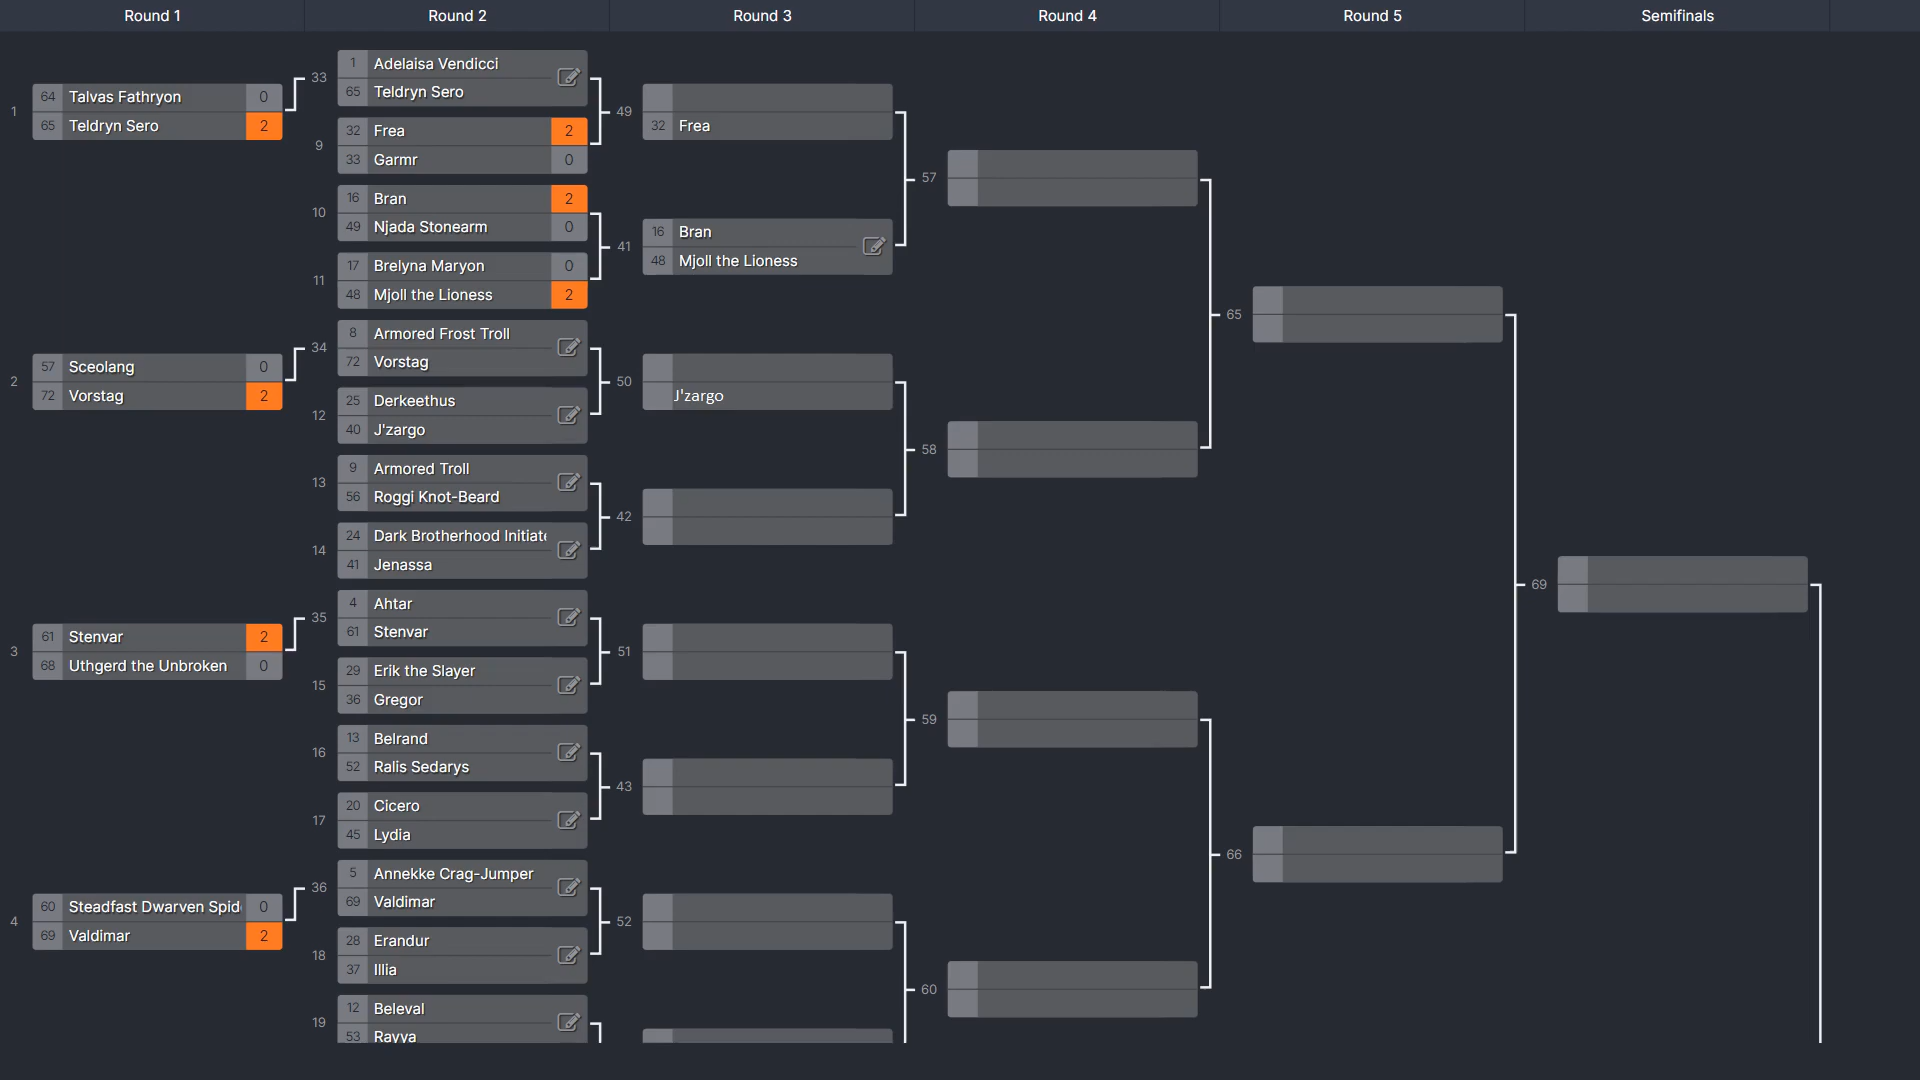 Round 1
Round 2
Round 3
Round 4
Round 5
Semifinals
1
64 Talvas Fathryon 0
65 Teldryn Sero 2
2
57 Sceolang 0
72 Vorstag 2
3
61 Stenvar 2
68 Uthgerd the Unbroken 0
4
60 Steadfast Dwarven Spid 0
69 Valdimar 2
33
1 Adelaisa Vendicci
65 Teldryn Sero
9
32 Frea 2
33 Garmr 0
10
16 Bran 2
49 Njada Stonearm 0
11
17 Brelyna Maryon 0
48 Mjoll the Lioness 2
34
8 Armored Frost Troll
72 Vorstag
12
25 Derkeethus
40 J'zargo
13
9 Armored Troll
56 Roggi Knot-Beard
14
24 Dark Brotherhood Initiate
41 Jenassa
35
4 Ahtar
61 Stenvar
15
29 Erik the Slayer
36 Gregor
16
13 Belrand
52 Ralis Sedarys
17
20 Cicero
45 Lydia
36
5 Annekke Crag-Jumper
69 Valdimar
18
28 Erandur
37 Illia
19
12 Beleval
53 Rayya
49
32 Frea
41
16 Bran
48 Mjoll the Lioness
50
J'zargo
42
51
43
52
57
58
59
60
65
66
69